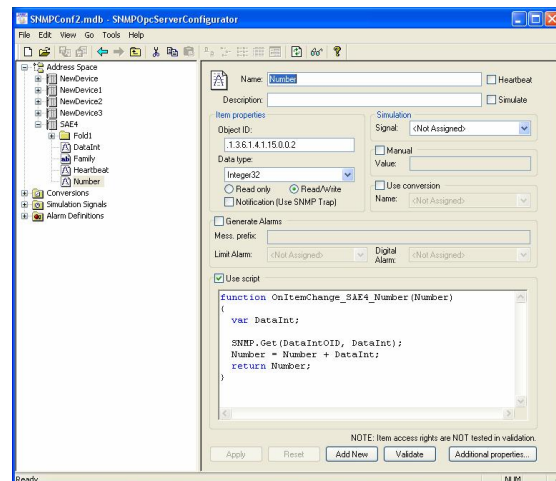 SNMPConf2.mdb - SNMPOpcServerConfigurator
File Edit View Go Tools Help
Address Space
NewDevice
NewDevice1
NewDevice2
NewDevice3
SAE4
Fold1
DataInt
Family
Heartbeat
Number
Conversions
Simulation Signals
Alarm Definitions
Name: Number Heartbeat
Description: Simulate
Item properties
Object ID:
.1.3.6.1.4.1.15.0.0.2
Data type:
Integer32
Read only Read/Write
Notification (Use SNMP Trap)
Simulation
Signal: <Not Assigned>
Manual
Value:
Use conversion
Name: <Not Assigned>
Generate Alarms
Mess. prefix:
Limit Alarm: <Not Assigned> Digital Alarm: <Not Assigned>
Use script
function OnItemChange_SAE4_Number(Number)
{
var DataInt;
SNMP.Get(DataIntOID, DataInt);
Number = Number + DataInt;
return Number;
}
NOTE: Item access rights are NOT tested in validation.
Apply Reset Add New Validate Additional properties...
Ready NUM